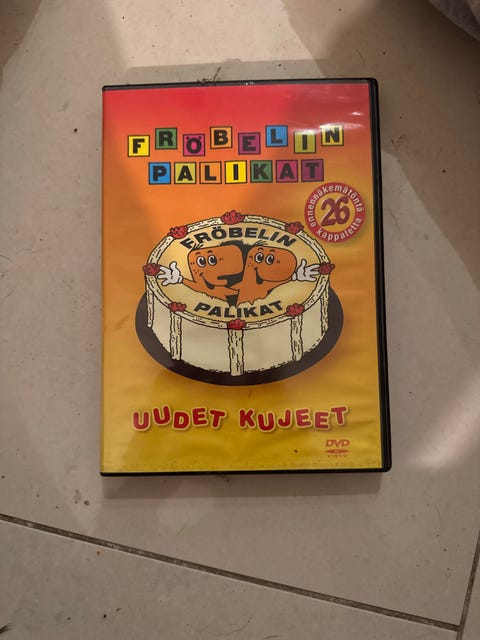 FRÖBELIN
PALIKAT
ennennäkemätöntä
26
kappaletta
FRÖBELIN
PALIKAT
UUDET KUJEET
DVD
VIDEO